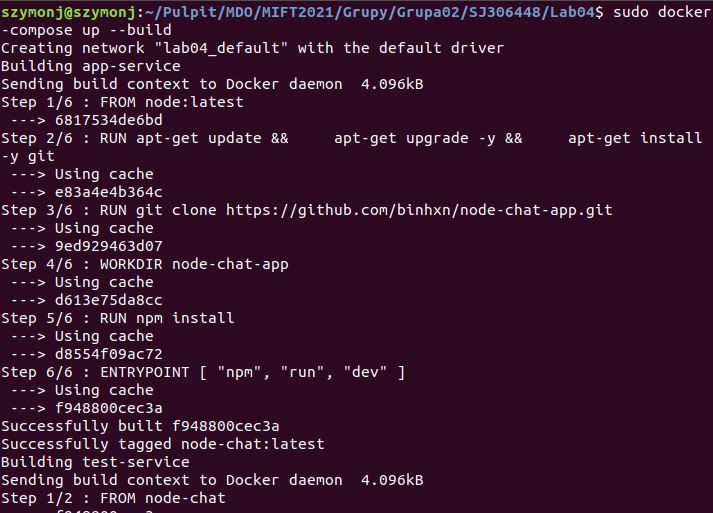 szymonj@szymonj:~/Pulpit/MDO/MIFT2021/Grupy/Grupa02/SJ306448/Lab04$ sudo docker
-compose up --build
Creating network "lab04_default" with the default driver
Building app-service
Sending build context to Docker daemon  4.096kB
Step 1/6 : FROM node:latest
 ---> 6817534de6bd
Step 2/6 : RUN apt-get update &&     apt-get upgrade -y &&     apt-get install
-y git
 ---> Using cache
 ---> e83a4e4b364c
Step 3/6 : RUN git clone https://github.com/binhxn/node-chat-app.git
 ---> Using cache
 ---> 9ed929463d07
Step 4/6 : WORKDIR node-chat-app
 ---> Using cache
 ---> d613e75da8cc
Step 5/6 : RUN npm install
 ---> Using cache
 ---> d8554f09ac72
Step 6/6 : ENTRYPOINT [ "npm", "run", "dev" ]
 ---> Using cache
 ---> f948800cec3a
Successfully built f948800cec3a
Successfully tagged node-chat:latest
Building test-service
Sending build context to Docker daemon  4.096kB
Step 1/2 : FROM node-chat